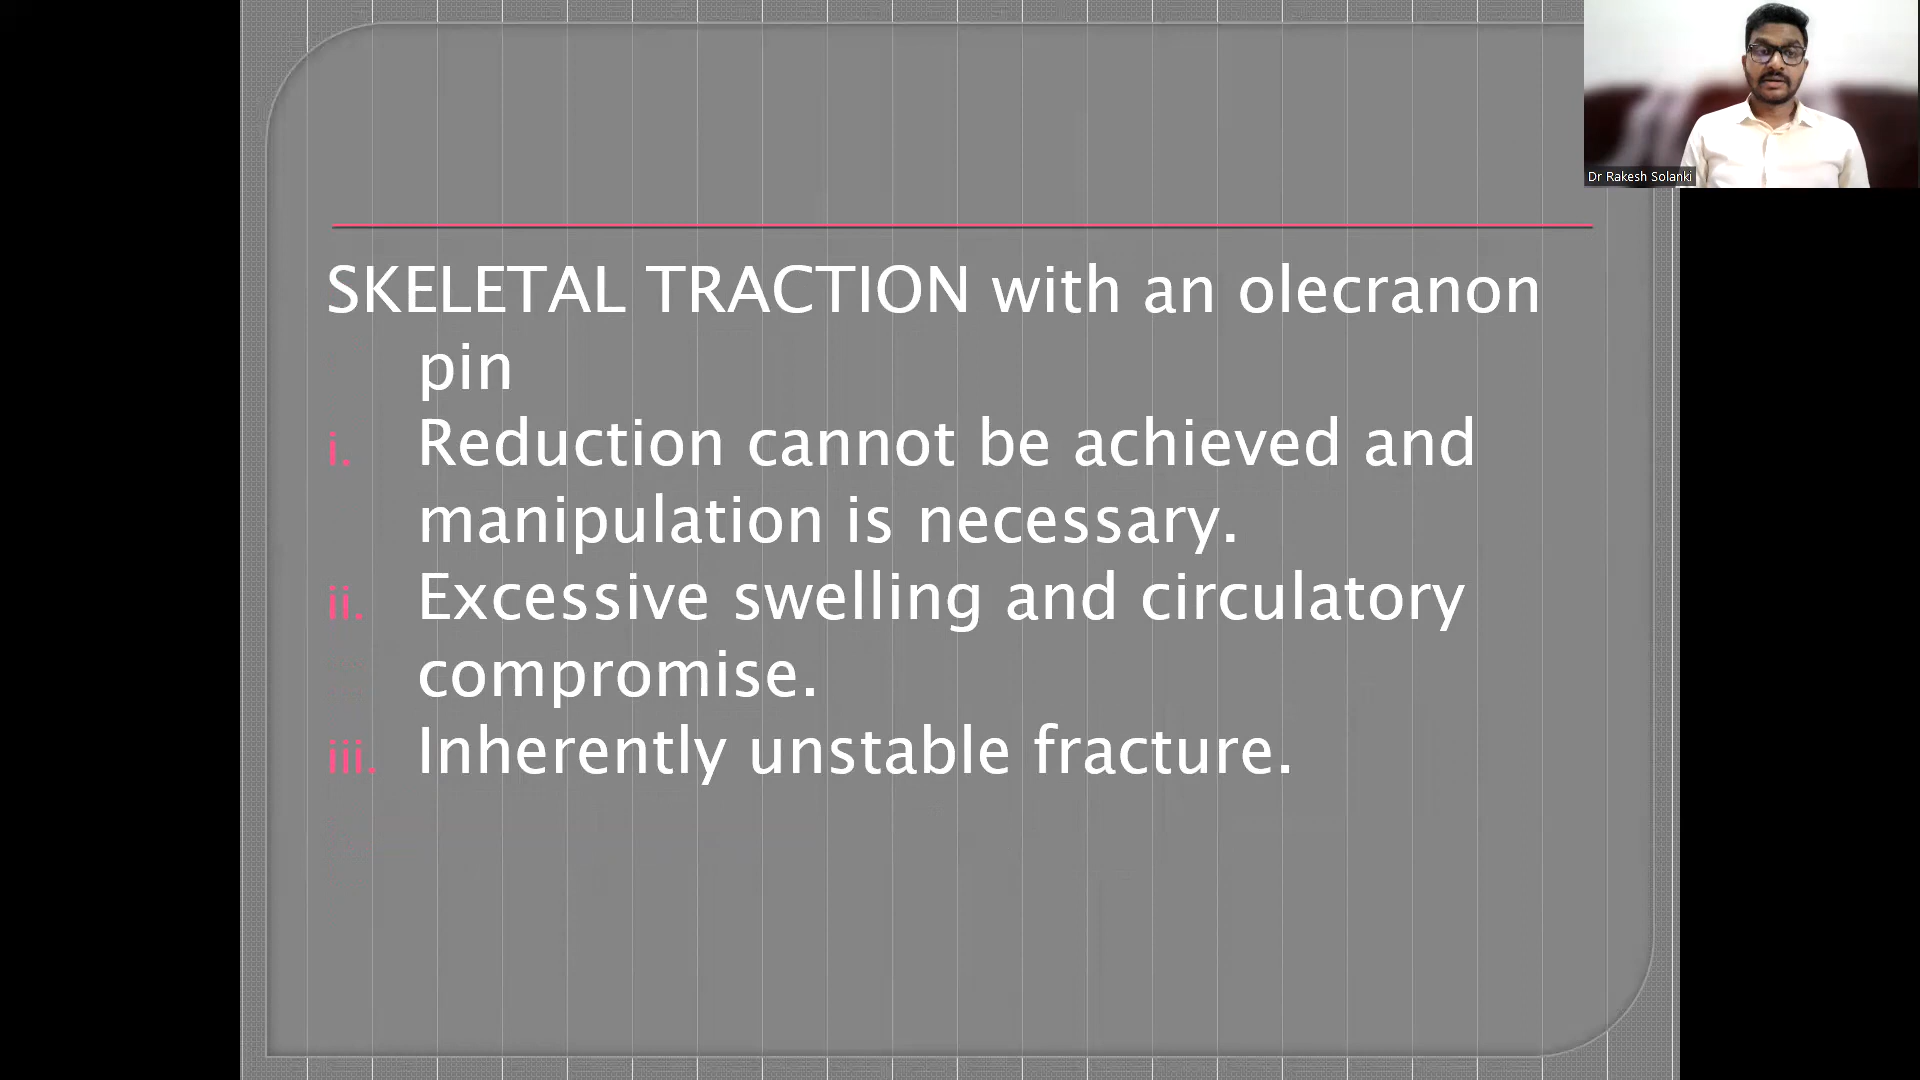 Dr Rakesh Solanki
SKELETAL TRACTION with an olecranon
pin
i. Reduction cannot be achieved and
manipulation is necessary.
ii. Excessive swelling and circulatory
compromise.
iii. Inherently unstable fracture.